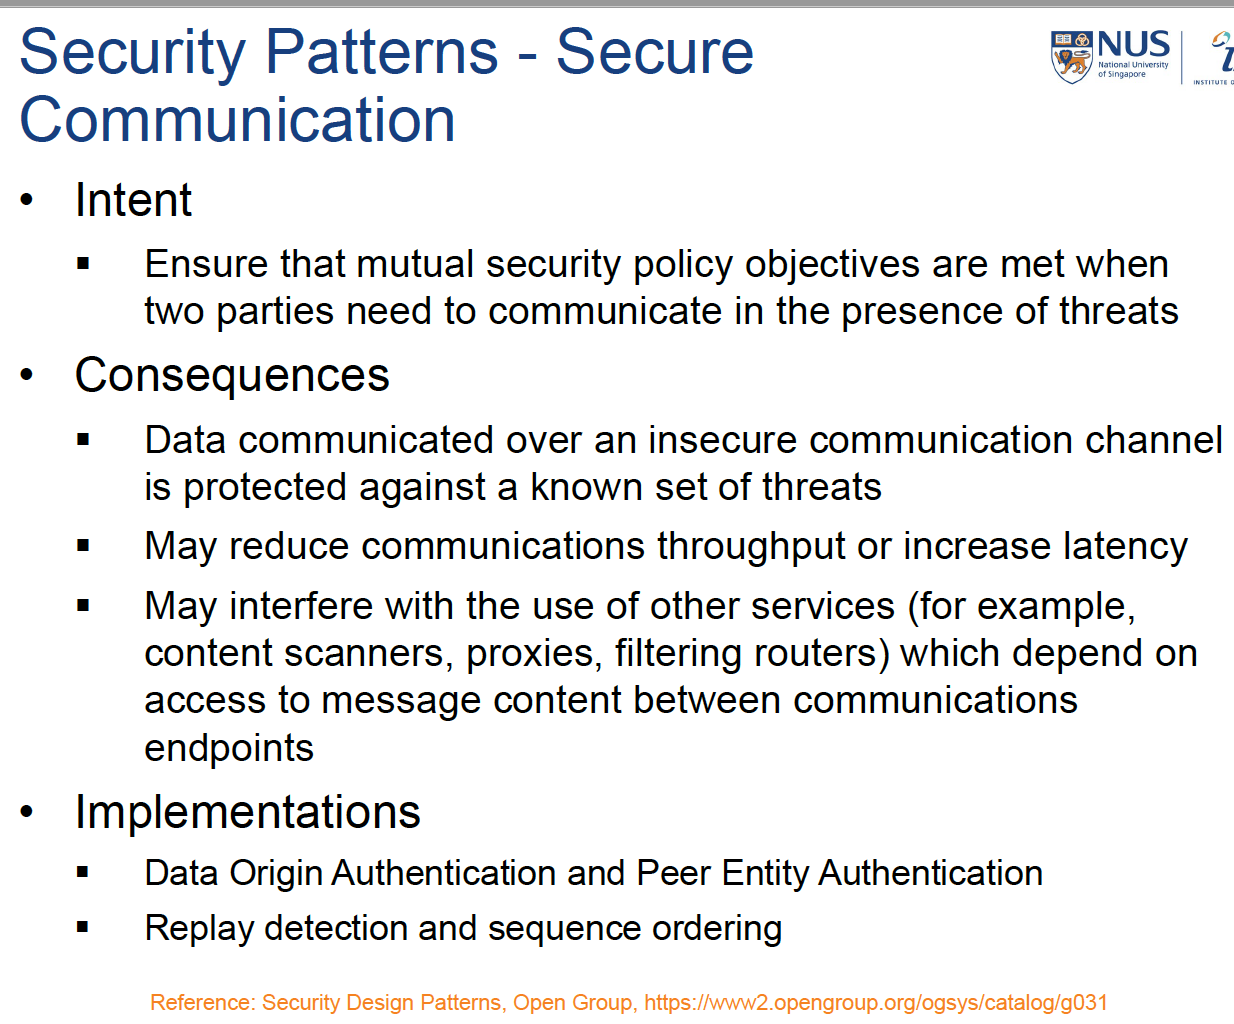 Security Patterns - Secure
Communication
NUS
National University
of Singapore
• Intent
▪ Ensure that mutual security policy objectives are met when
two parties need to communicate in the presence of threats
• Consequences
▪ Data communicated over an insecure communication channel
is protected against a known set of threats
▪ May reduce communications throughput or increase latency
▪ May interfere with the use of other services (for example,
content scanners, proxies, filtering routers) which depend on
access to message content between communications
endpoints
• Implementations
▪ Data Origin Authentication and Peer Entity Authentication
▪ Replay detection and sequence ordering
Reference: Security Design Patterns, Open Group, https://www2.opengroup.org/ogsys/catalog/g031